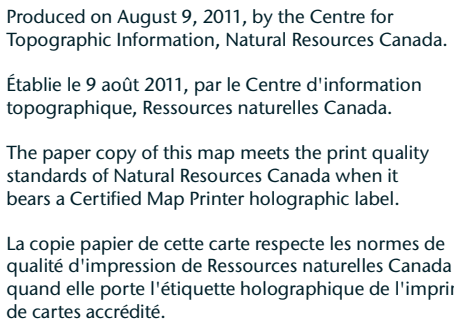 Produced on August 9, 2011, by the Centre for
Topographic Information, Natural Resources Canada.
Établie le 9 août 2011, par le Centre d'information
topographique, Ressources naturelles Canada.
The paper copy of this map meets the print quality
standards of Natural Resources Canada when it
bears a Certified Map Printer holographic label.
La copie papier de cette carte respecte les normes de
qualité d'impression de Ressources naturelles Canada
quand elle porte l'étiquette holographique de
de cartes accrédité.